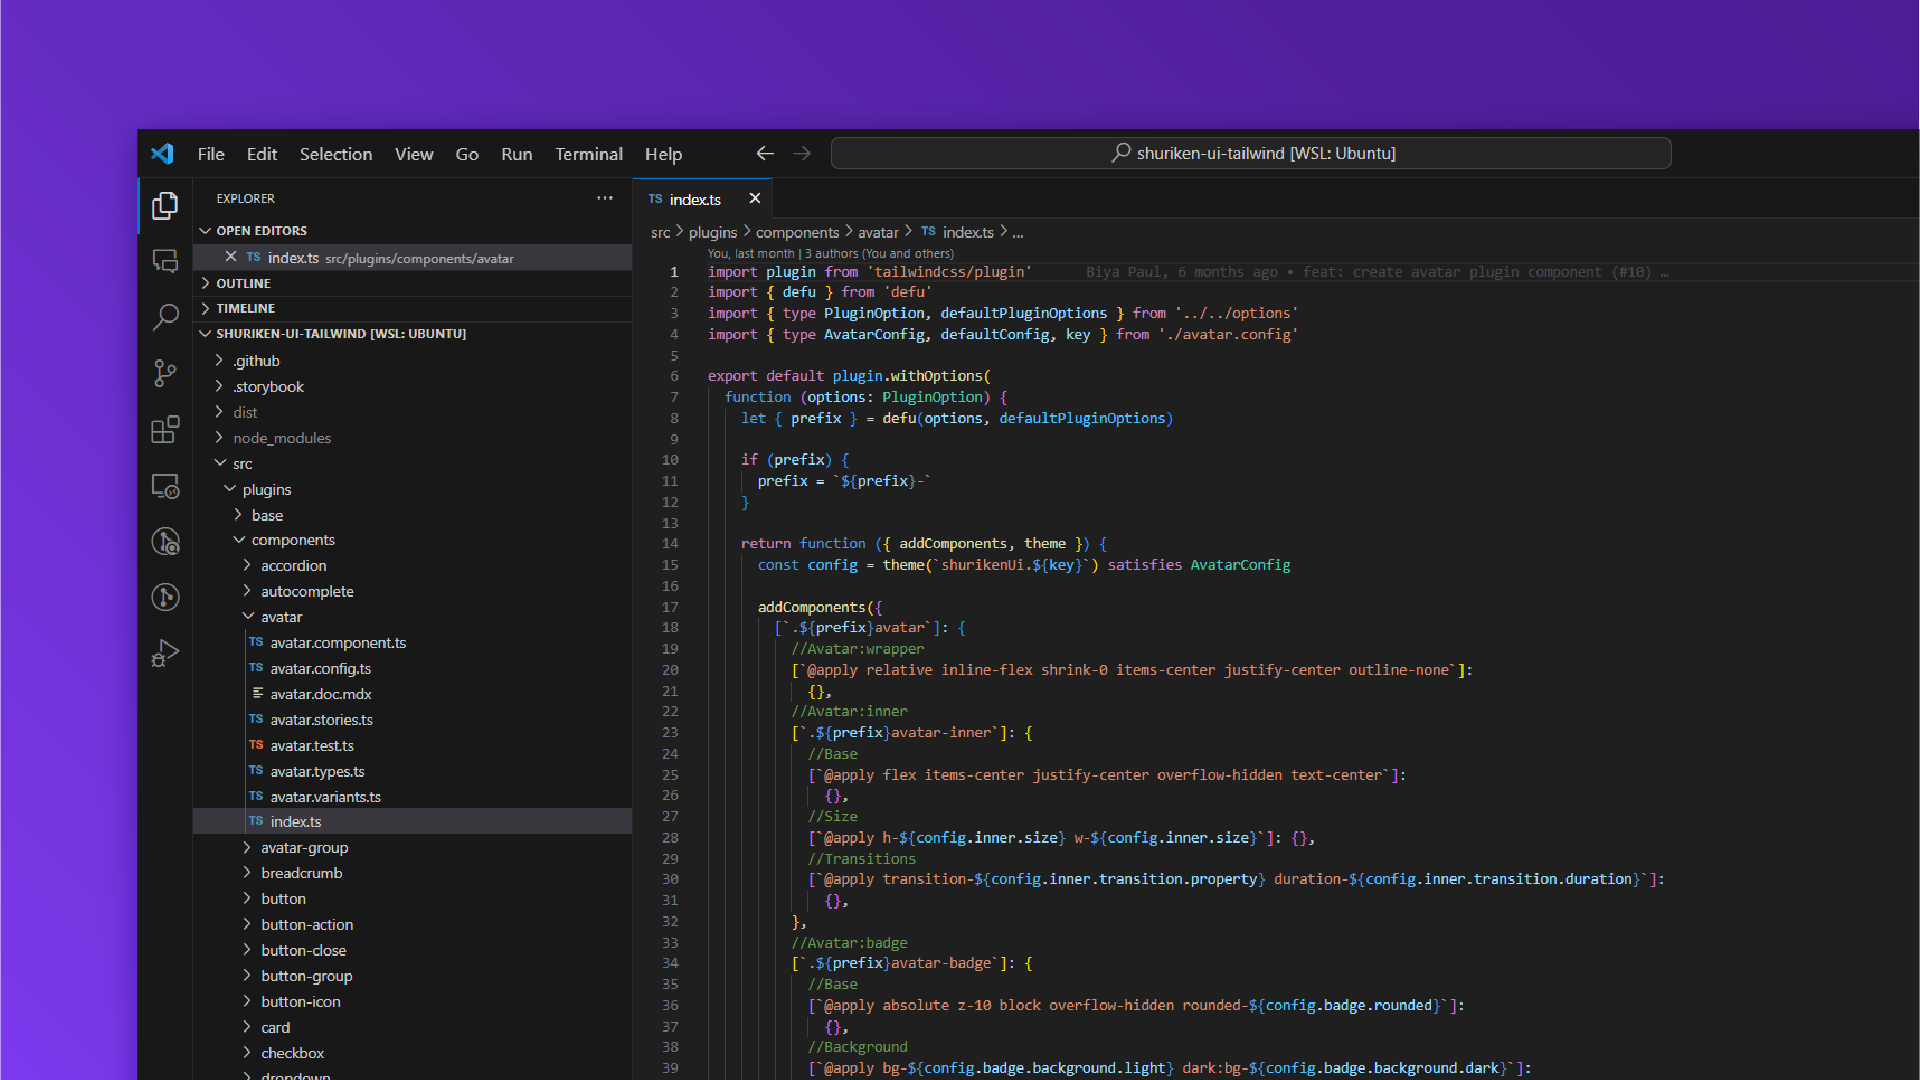 File Edit Selection View Go Run Terminal Help
shuriken-ui-tailwind [WSL: Ubuntu]
EXPLORER ...
OPEN EDITORS
TS index.ts src/plugins/components/avatar
OUTLINE
TIMELINE
SHURIKEN-UI-TAILWIND [WSL: UBUNTU]
.github
.storybook
dist
node_modules
src
plugins
base
components
accordion
autocomplete
avatar
TS avatar.component.ts
TS avatar.config.ts
avatar.doc.mdx
TS avatar.stories.ts
TS avatar.test.ts
TS avatar.types.ts
TS avatar.variants.ts
TS index.ts
avatar-group
breadcrumb
button
button-action
button-close
button-group
button-icon
card
checkbox
dropdown
TS index.ts
src > plugins > components > avatar > TS index.ts > ...
You, last month | 3 authors (You and others)
1 import plugin from 'tailwindcss/plugin' Biya Paul, 6 months ago • feat: create avatar plugin component (#10) …
2 import { defu } from 'defu'
3 import { type PluginOption, defaultPluginOptions } from '../../options'
4 import { type AvatarConfig, defaultConfig, key } from './avatar.config'
5
6 export default plugin.withOptions(
7 function (options: PluginOption) {
8 let { prefix } = defu(options, defaultPluginOptions)
9
10 if (prefix) {
11 prefix = `${prefix}-`
12 }
13
14 return function ({ addComponents, theme }) {
15 const config = theme(`shurikenUi.${key}`) satisfies AvatarConfig
16
17 addComponents({
18 [`.${prefix}avatar`]: {
19 //Avatar:wrapper
20 [`@apply relative inline-flex shrink-0 items-center justify-center outline-none`]:
21 {},
22 //Avatar:inner
23 [`.${prefix}avatar-inner`]: {
24 //Base
25 [`@apply flex items-center justify-center overflow-hidden text-center`]:
26 {},
27 //Size
28 [`@apply h-${config.inner.size} w-${config.inner.size}`]: {},
29 //Transitions
30 [`@apply transition-${config.inner.transition.property} duration-${config.inner.transition.duration}`]:
31 {},
32 },
33 //Avatar:badge
34 [`.${prefix}avatar-badge`]: {
35 //Base
36 [`@apply absolute z-10 block overflow-hidden rounded-${config.badge.rounded}`]:
37 {},
38 //Background
39 [`@apply bg-${config.badge.background.light} dark:bg-${config.badge.background.dark}`]: